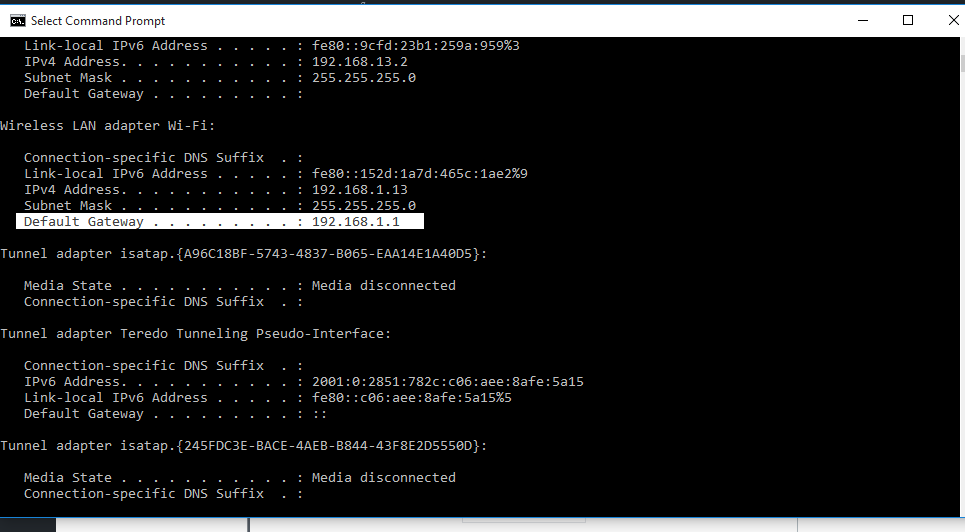 Select Command Prompt
Link-local IPv6 Address . . . . . : fe80::9cfd:23b1:259a:959%3
IPv4 Address. . . . . . . . . . . : 192.168.13.2
Subnet Mask . . . . . . . . . . . : 255.255.255.0
Default Gateway . . . . . . . . . :
Wireless LAN adapter Wi-Fi:
Connection-specific DNS Suffix  . :
Link-local IPv6 Address . . . . . : fe80::152d:1a7d:465c:1ae2%9
IPv4 Address. . . . . . . . . . . : 192.168.1.13
Subnet Mask . . . . . . . . . . . : 255.255.255.0
Default Gateway . . . . . . . . . : 192.168.1.1
Tunnel adapter isatap.{A96C18BF-5743-4837-B065-EAA14E1A40D5}:
Media State . . . . . . . . . . . : Media disconnected
Connection-specific DNS Suffix  . :
Tunnel adapter Teredo Tunneling Pseudo-Interface:
Connection-specific DNS Suffix  . :
IPv6 Address. . . . . . . . . . . : 2001:0:2851:782c:c06:aee:8afe:5a15
Link-local IPv6 Address . . . . . : fe80::c06:aee:8afe:5a15%5
Default Gateway . . . . . . . . . : ::
Tunnel adapter isatap.{245FDC3E-BACE-4AEB-B844-43F8E2D5550D}:
Media State . . . . . . . . . . . : Media disconnected
Connection-specific DNS Suffix  . :